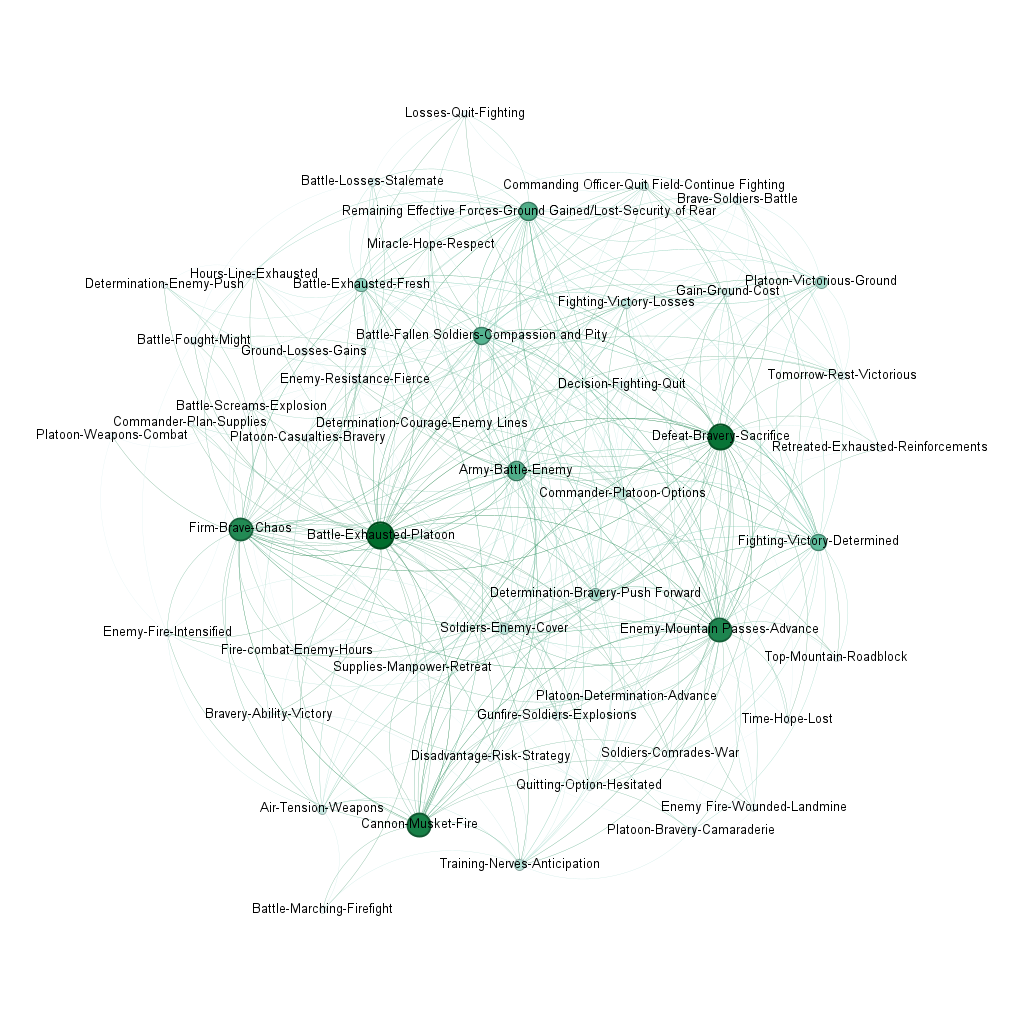 Losses-Quit-Fighting
Battle-Losses-Stalemate
Commanding Officer-Quit Field-Continue Fighting
Brave-Soldiers-Battle
Remaining Effective Forces-Ground Gained/Lost-Security of Rear
Miracle-Hope-Respect
Hours-Line-Exhausted
Determination-Enemy-Push
Battle-Exhausted-Fresh
Platoon-Victorious-Ground
Gain-Ground-Cost
Fighting-Victory-Losses
Battle-Fallen Soldiers-Compassion and Pity
Battle-Fought-Might
Ground-Losses-Gains
Enemy-Resistance-Fierce
Decision-Fighting-Quit
Tomorrow-Rest-Victorious
Battle-Screams-Explosion
Commander-Plan-Supplies
Determination-Courage-Enemy Lines
Platoon-Weapons-Combat
Platoon-Casualties-Bravery
Defeat-Bravery-Sacrifice
Retreated-Exhausted-Reinforcements
Army-Battle-Enemy
Commander-Platoon-Options
Firm-Brave-Chaos
Battle-Exhausted-Platoon
Fighting-Victory-Determined
Determination-Bravery-Push Forward
Enemy-Fire-Intensified
Soldiers-Enemy-Cover
Enemy-Mountain Passes-Advance
Fire-combat-Enemy-Hours
Top-Mountain-Roadblock
Supplies-Manpower-Retreat
Platoon-Determination-Advance
Bravery-Ability-Victory
Gunfire-Soldiers-Explosions
Time-Hope-Lost
Disadvantage-Risk-Strategy
Soldiers-Comrades-War
Quitting-Option-Hesitated
Air-Tension-Weapons
Enemy Fire-Wounded-Landmine
Cannon-Musket-Fire
Platoon-Bravery-Camaraderie
Training-Nerves-Anticipation
Battle-Marching-Firefight